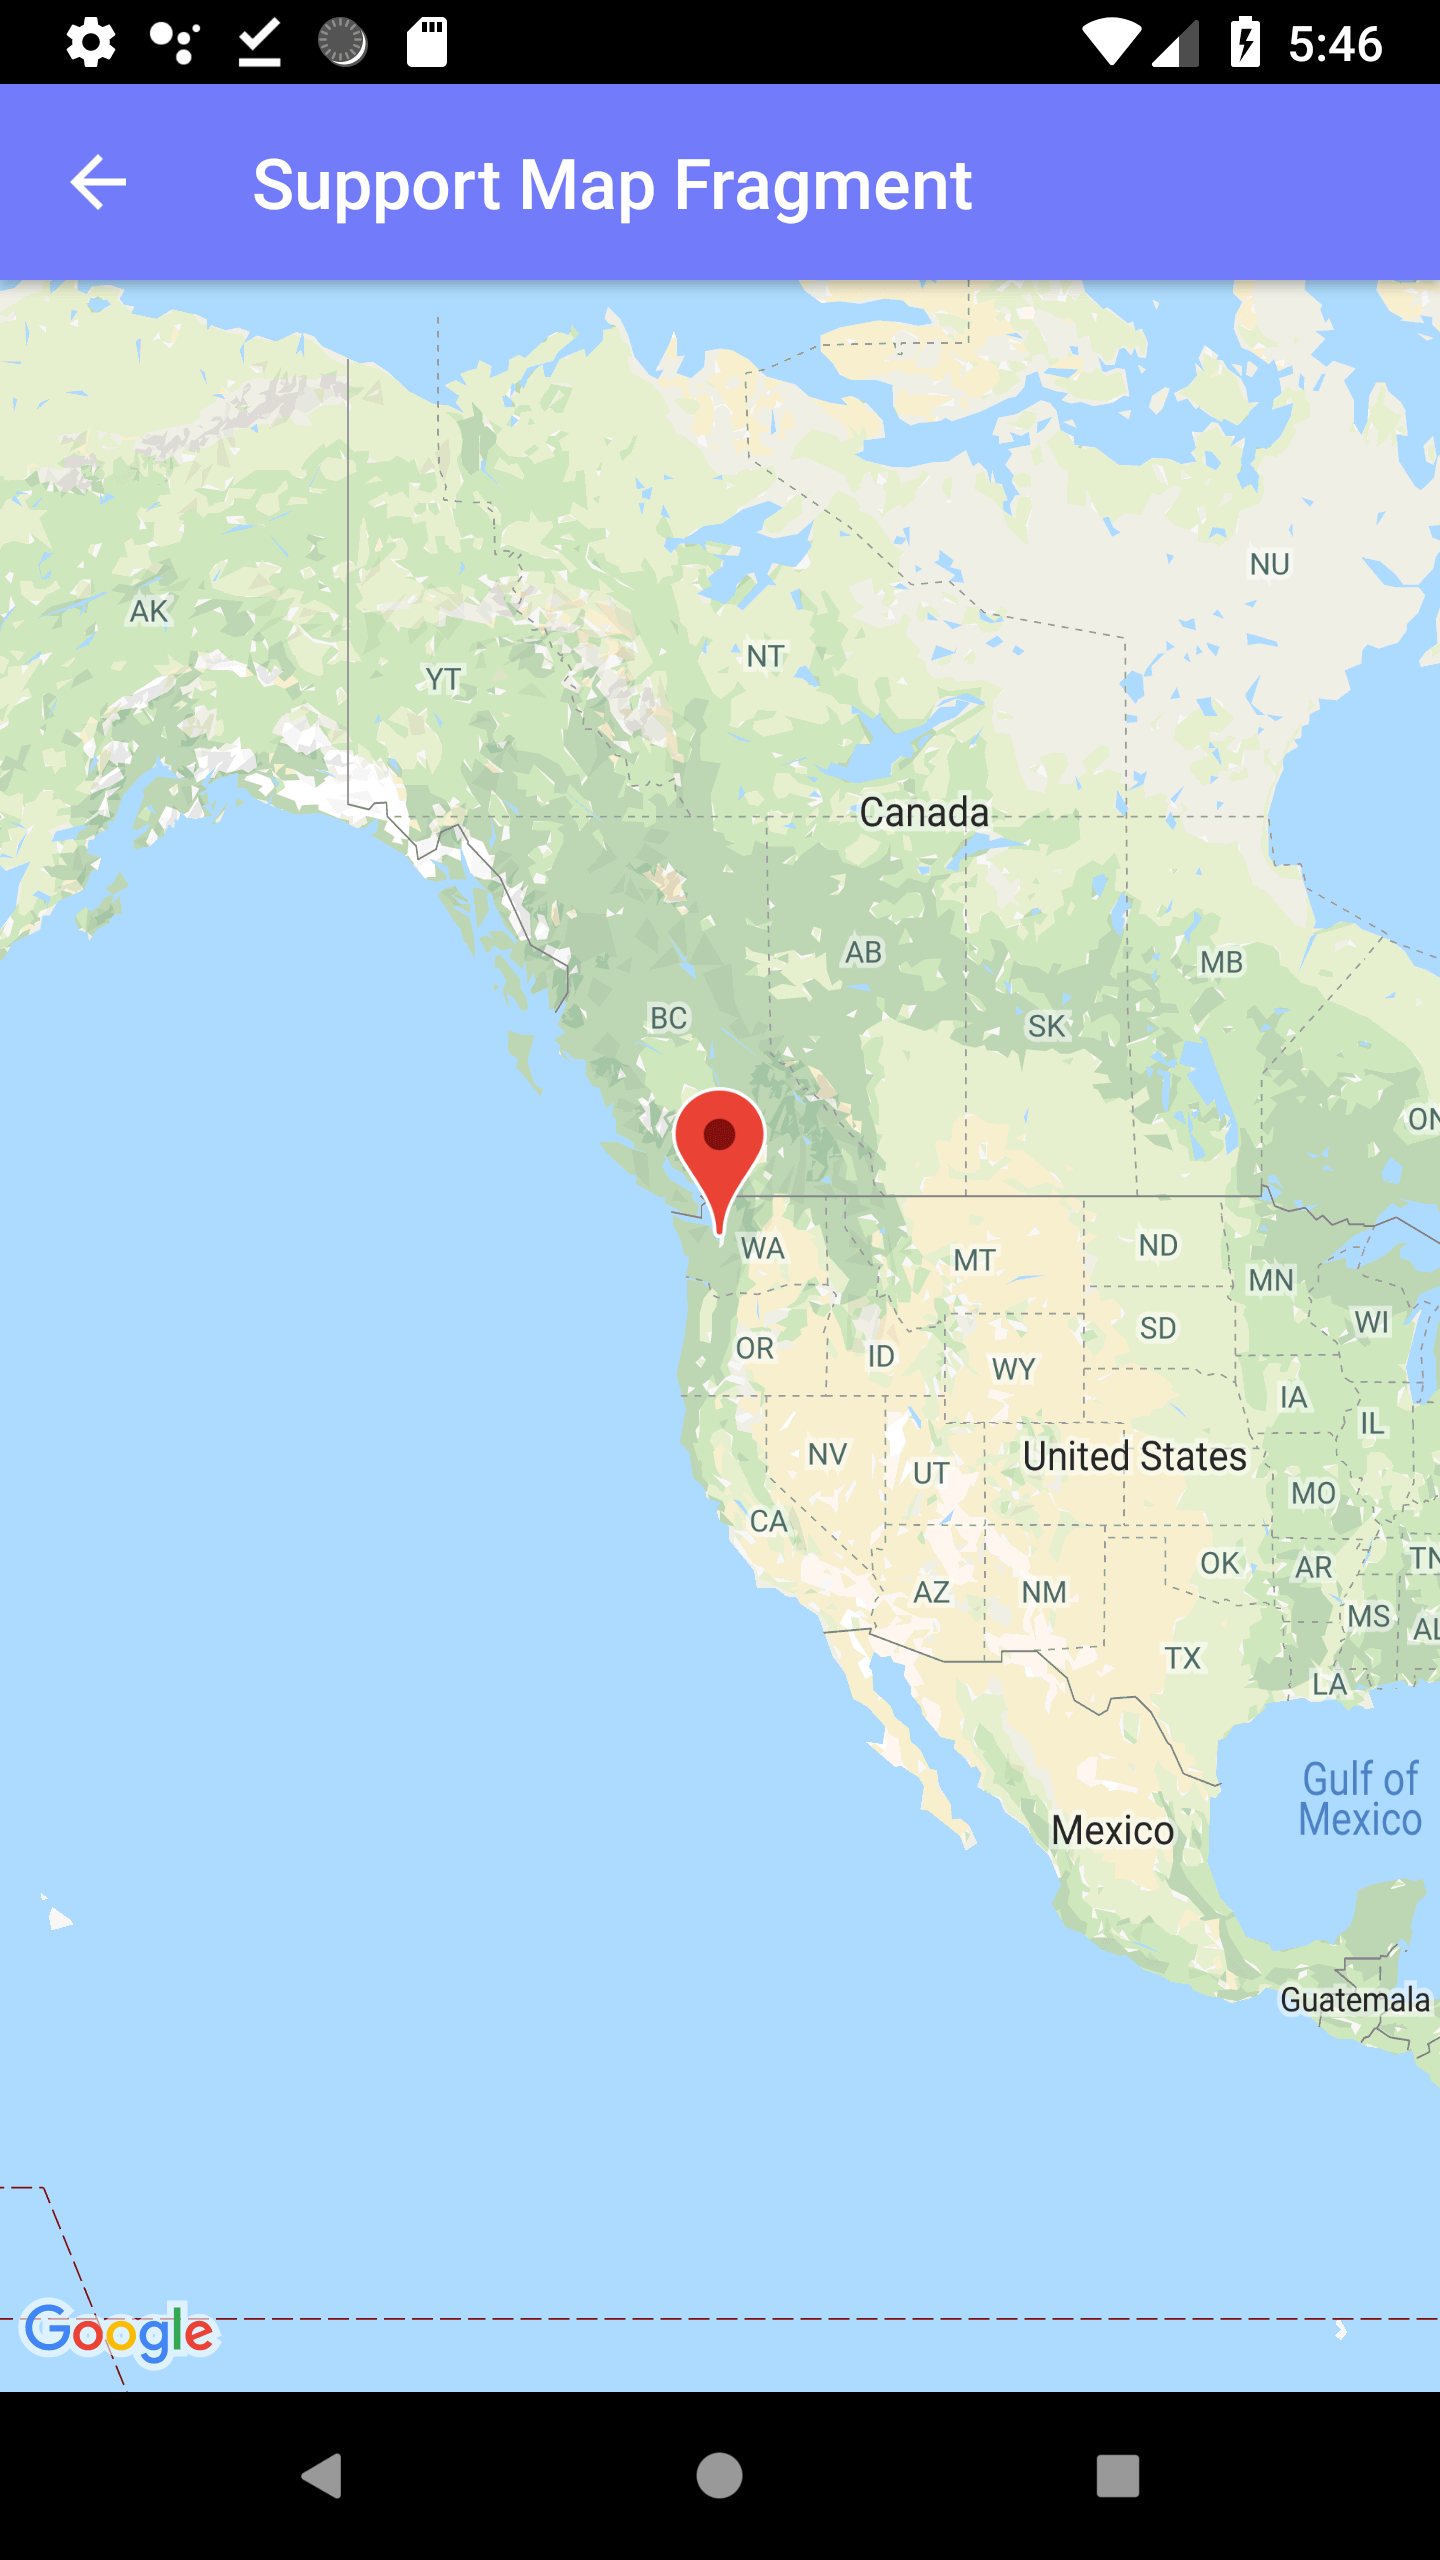 5:46
Support Map Fragment
NU
AK
NT
YT
Canada
AB
MB
BC
SK
ON
WA
ND
MT
MN
SD
WI
OR
ID
WY
IA
IL
NV
United States
UT
MO
CA
TN
OK
AR
AZ
NM
MS
AL
TX
LA
Gulf of
Mexico
Mexico
Guatemala
Google